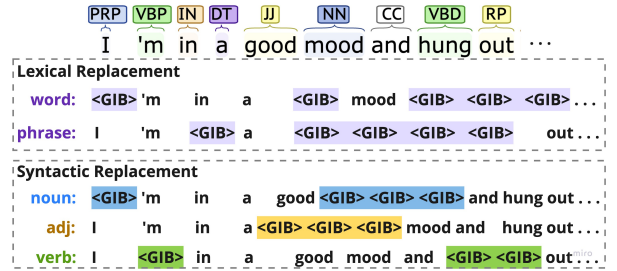 PRP VBP IN DT JJ NN CC VBD RP
I 'm in a good mood and hung out ...
Lexical Replacement
word: <GIB> 'm in a <GIB> mood <GIB> <GIB> <GIB> ...
phrase: I 'm <GIB> a <GIB> <GIB> <GIB> <GIB> out ...
Syntactic Replacement
noun: <GIB> 'm in a good <GIB> <GIB> <GIB> and hung out ...
adj: I 'm in a <GIB> <GIB> <GIB> mood and hung out ...
miro
verb: I <GIB> in a good mood and <GIB> <GIB> out ...